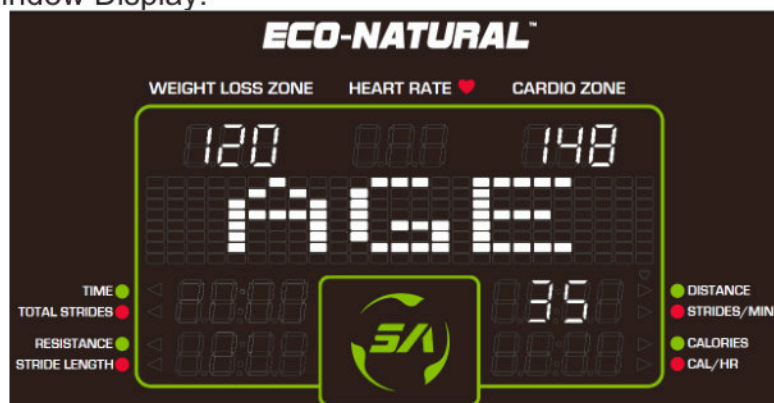 indow Display:
ECO-NATURAL™
WEIGHT LOSS ZONE HEART RATE CARDIO ZONE
120 148
AGE
TIME DISTANCE
TOTAL STRIDES 35 STRIDES/MIN
RESISTANCE CALORIES
SA
STRIDE LENGTH CAL/HR